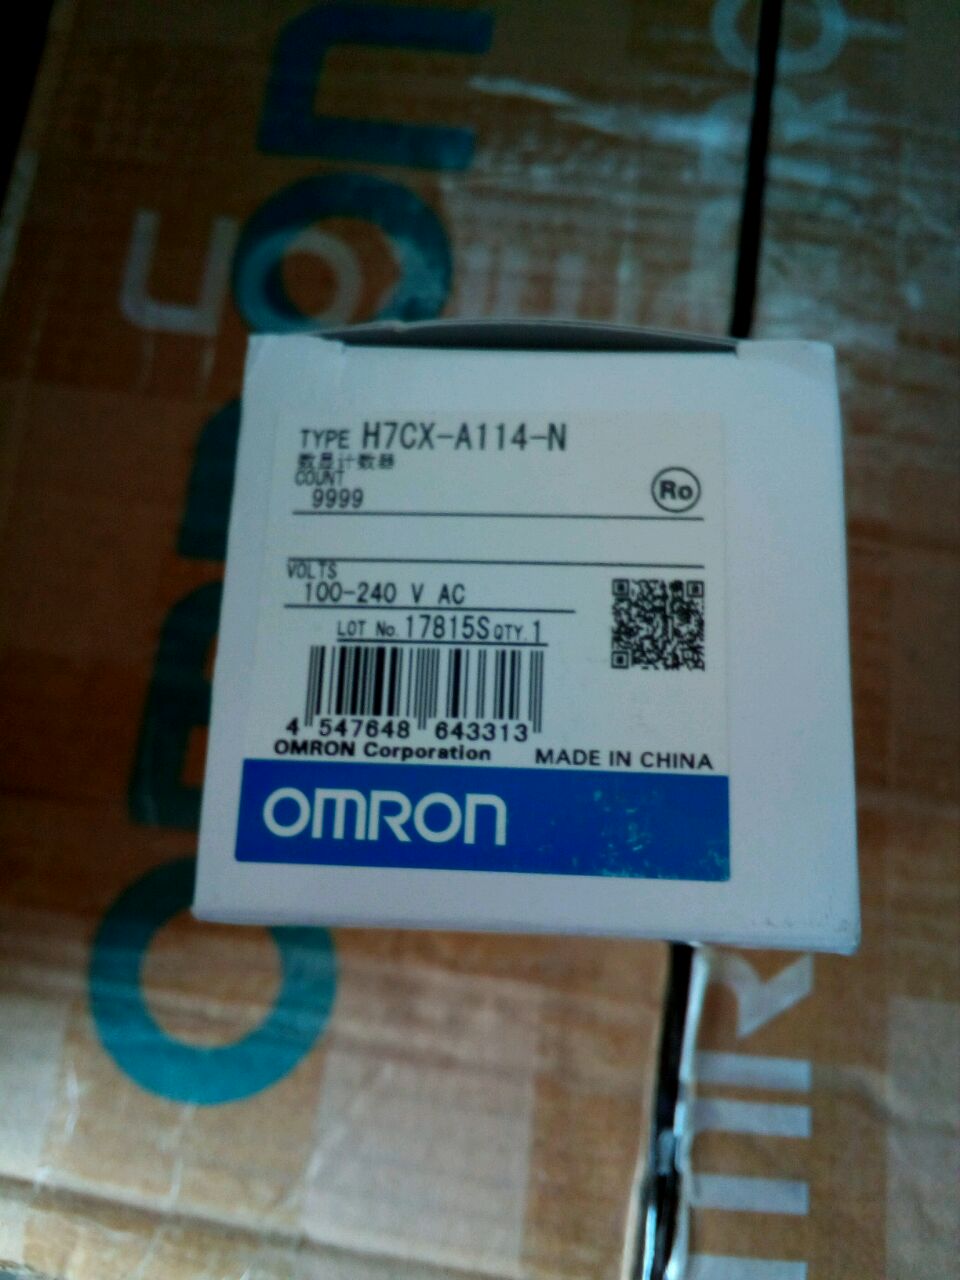 OMRON
TYPE H7CX-A114-N
数显计数器
COUNT
9999
Ro
VOLTS
100-240 V AC
LOT No. 17815S QTY. 1
4 547648 643313
OMRON Corporation MADE IN CHINA
OMRON